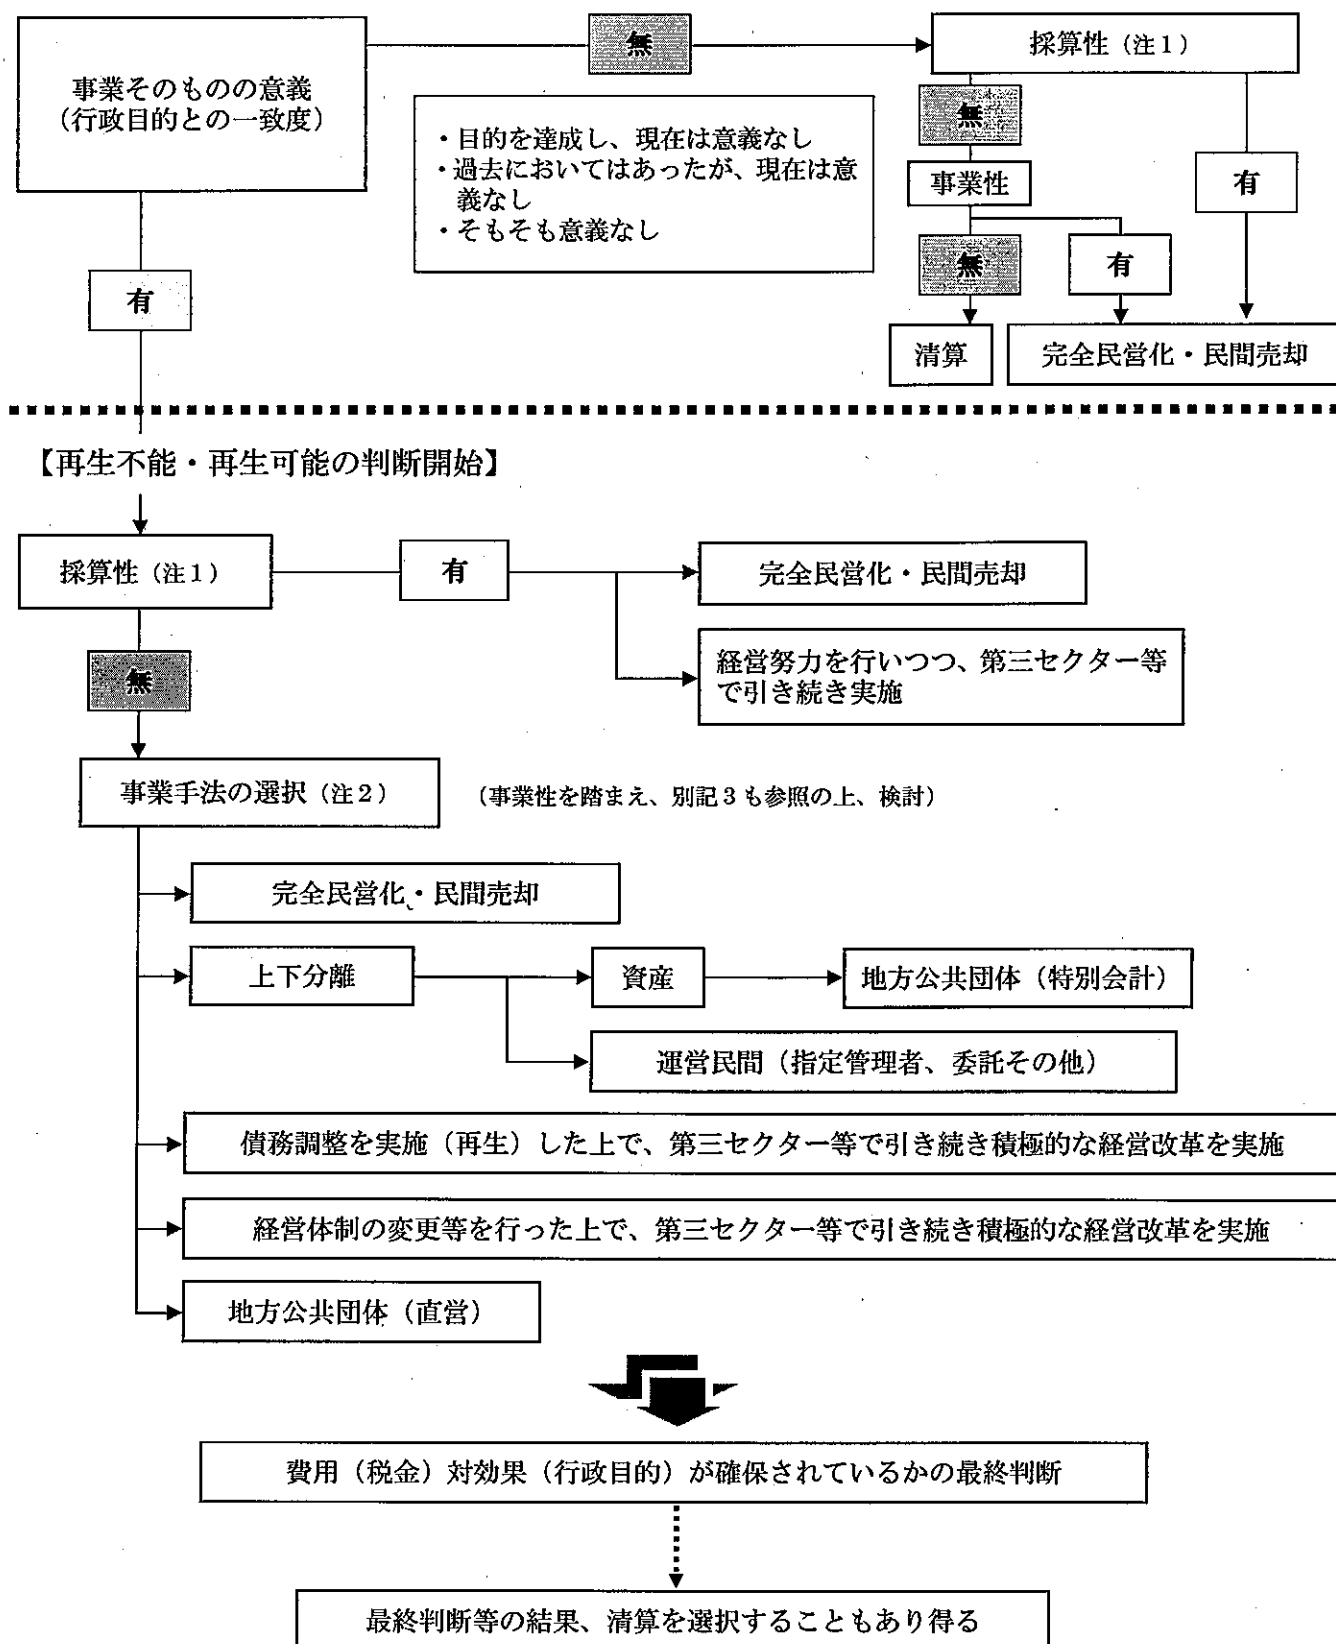 事業そのものの意義
（行政目的との一致度）
無
採算性（注１）
・目的を達成し、現在は意義なし
・過去においてはあったが、現在は意
義なし
・そもそも意義なし
無
事業性
有
無
有
有
清算
完全民営化・民間売却
【再生不能・再生可能の判断開始】
採算性（注１）
有
完全民営化・民間売却
経営努力を行いつつ、第三セクター等
で引き続き実施
無
事業手法の選択（注２）
（事業性を踏まえ、別記３も参照の上、検討）
完全民営化・民間売却
上下分離
資産
地方公共団体（特別会計）
運営民間（指定管理者、委託その他）
債務調整を実施（再生）した上で、第三セクター等で引き続き積極的な経営改革を実施
経営体制の変更等を行った上で、第三セクター等で引き続き積極的な経営改革を実施
地方公共団体（直営）
費用（税金）対効果（行政目的）が確保されているかの最終判断
最終判断等の結果、清算を選択することもあり得る